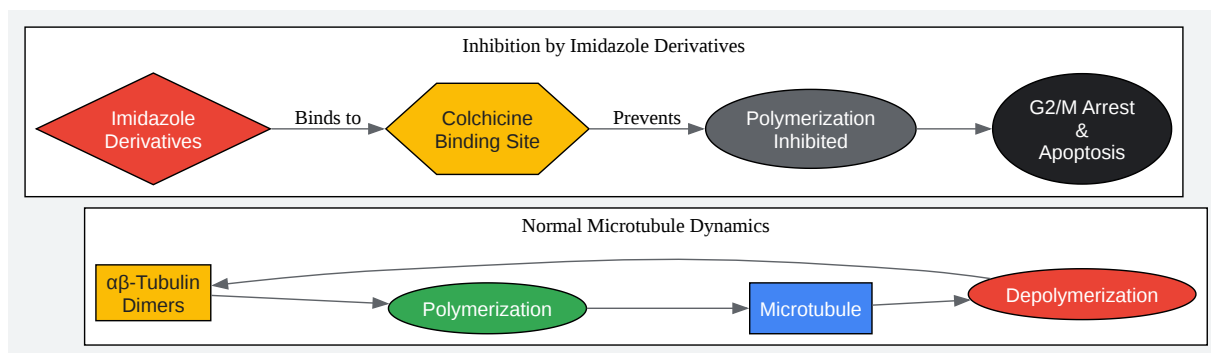 Inhibition by Imidazole Derivatives
Imidazole
Derivatives
Binds to
Colchicine
Binding Site
Prevents
Polymerization
Inhibited
G2/M Arrest
&
Apoptosis
Normal Microtubule Dynamics
αβ-Tubulin
Dimers
Polymerization
Microtubule
Depolymerization